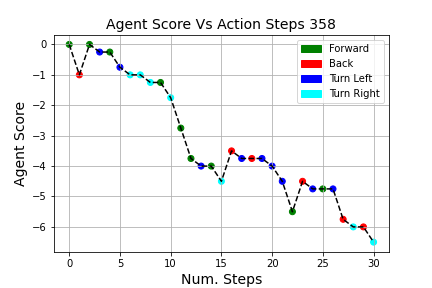 Agent Score Vs Action Steps 358
Agent Score
0
−1
−2
−3
−4
−5
−6
Forward
Back
Turn Left
Turn Right
0 5 10 15 20 25 30
Num. Steps